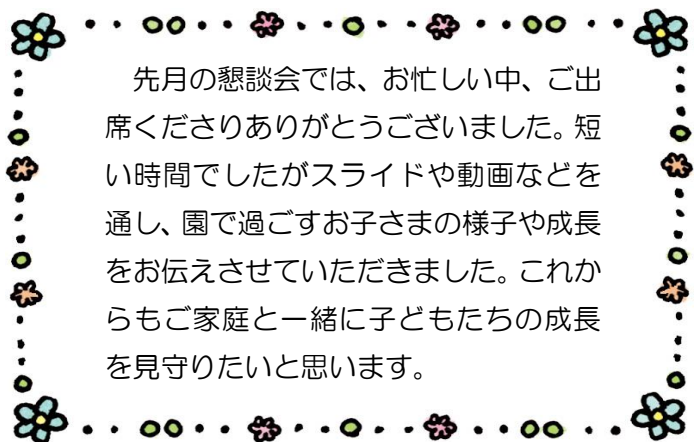 先月の懇談会では、お忙しい中、ご出
席くださりありがとうございました。短
い時間でしたがスライドや動画などを
通し、園で過ごすお子さまの様子や成長
をお伝えさせていただきました。これか
らもご家庭と一緒に子どもたちの成長
を見守りたいと思います。